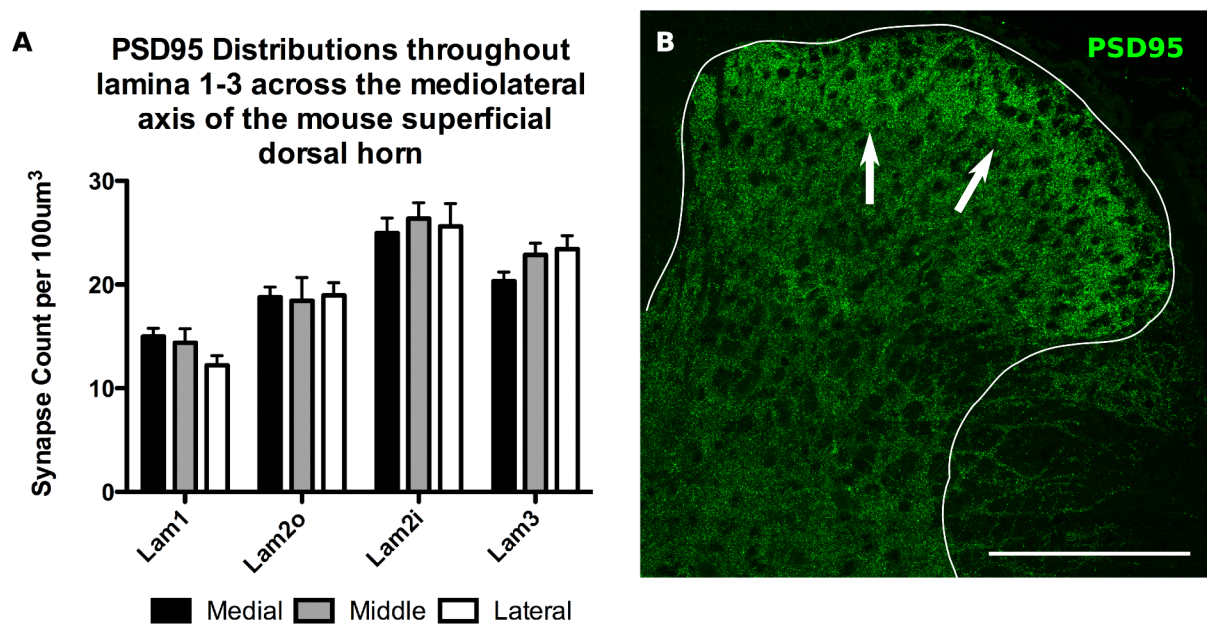 A
PSD95 Distributions throughout
lamina 1-3 across the mediolateral
axis of the mouse superficial
dorsal horn
Synapse Count per 100um³
30
20
10
0
Lam1
Lam2o
Lam2i
Lam3
Medial Middle Lateral
B
PSD95